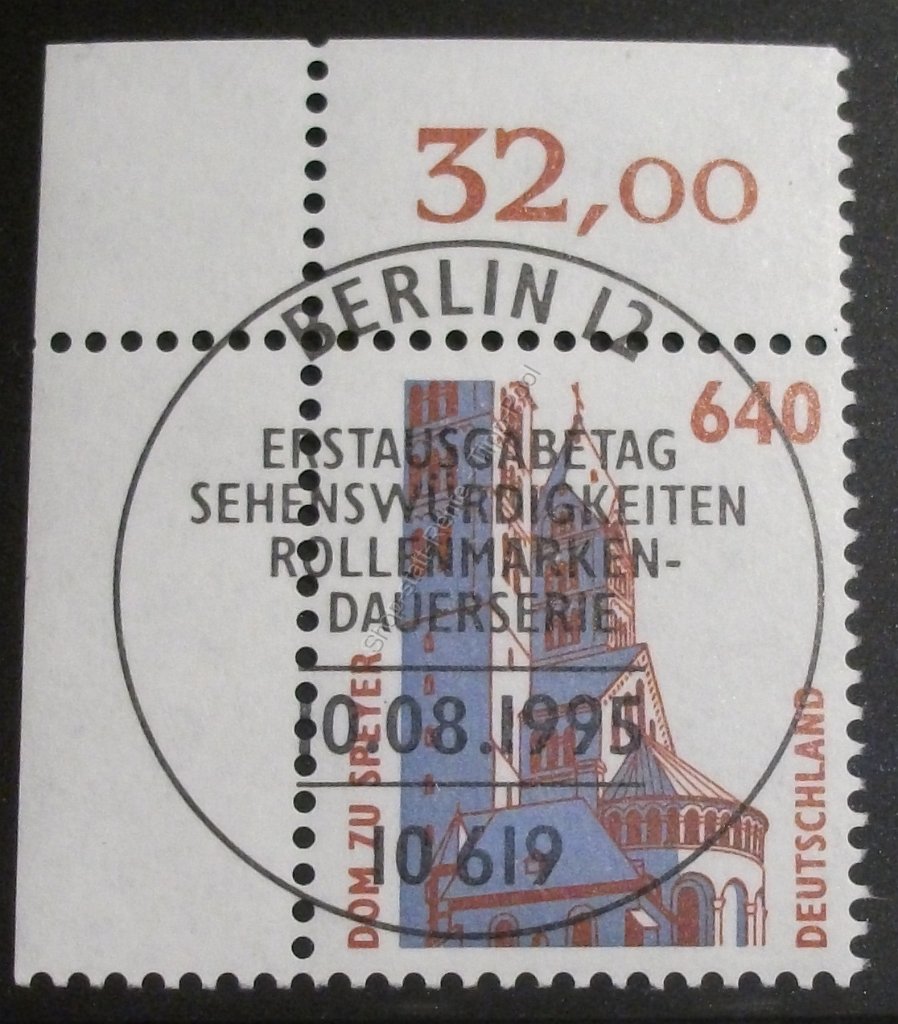 32,00
BERLIN 12
640
ERSTAUSGABETAG
SEHENSWÜRDIGKEITEN
ROLLENMARKEN-
DAUERSERIE
10.08.1995
10619
DOM ZU SPEYER
DEUTSCHLAND